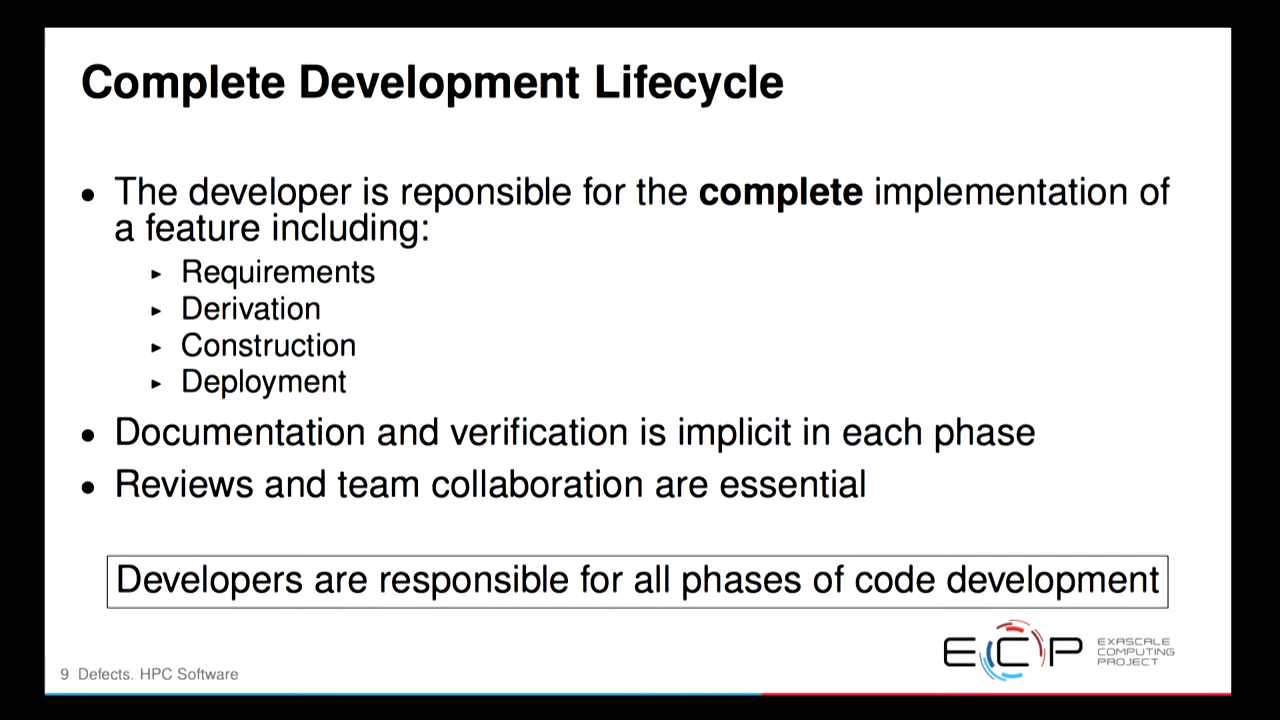 Complete Development Lifecycle
• The developer is reponsible for the complete implementation of
a feature including:
▸ Requirements
▸ Derivation
▸ Construction
▸ Deployment
• Documentation and verification is implicit in each phase
• Reviews and team collaboration are essential
Developers are responsible for all phases of code development
ECP
EXASCALE
COMPUTING
PROJECT
9 Defects. HPC Software